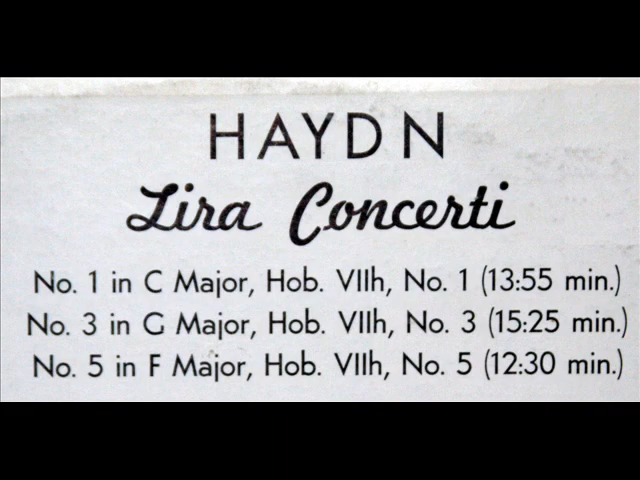 HAYDN
Lira Concerti
No. 1 in C Major, Hob. VIIh, No. 1 (13:55 min.)
No. 3 in G Major, Hob. VIIh, No. 3 (15:25 min.)
No. 5 in F Major, Hob. VIIh, No. 5 (12:30 min.)